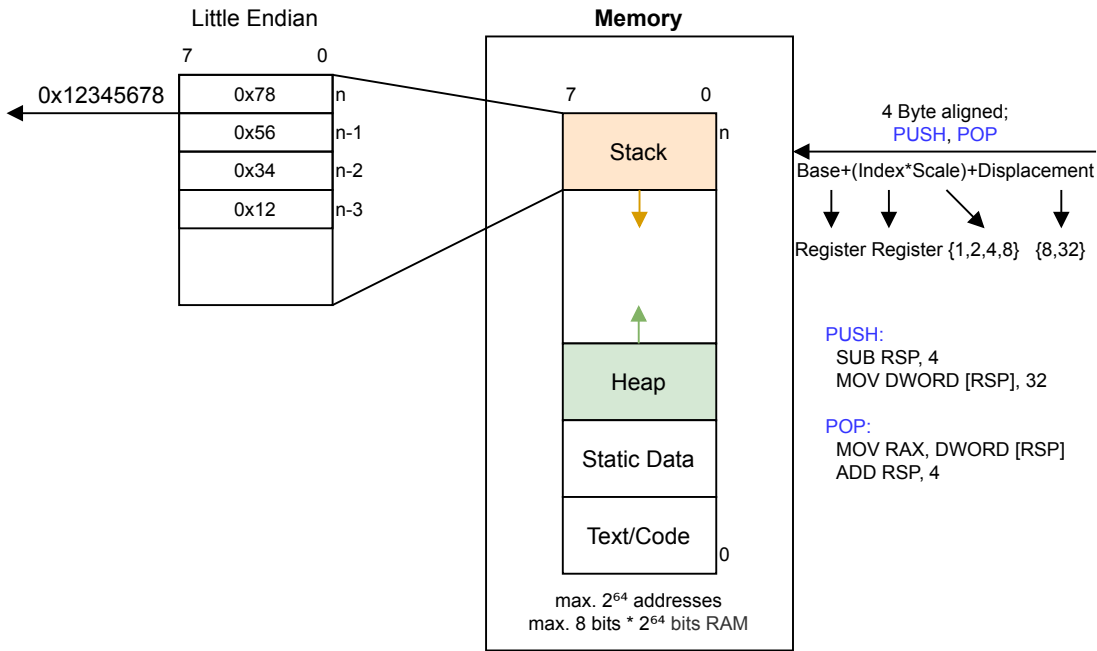 Little Endian
7 0
0x12345678
0x78 n
0x56 n-1
0x34 n-2
0x12 n-3
Memory
7 0
n
Stack
Heap
Static Data
Text/Code
0
max. 2⁶⁴ addresses
max. 8 bits * 2⁶⁴ bits RAM
4 Byte aligned;
PUSH, POP
Base+(Index*Scale)+Displacement
Register Register {1,2,4,8} {8,32}
PUSH:
SUB RSP, 4
MOV DWORD [RSP], 32
POP:
MOV RAX, DWORD [RSP]
ADD RSP, 4